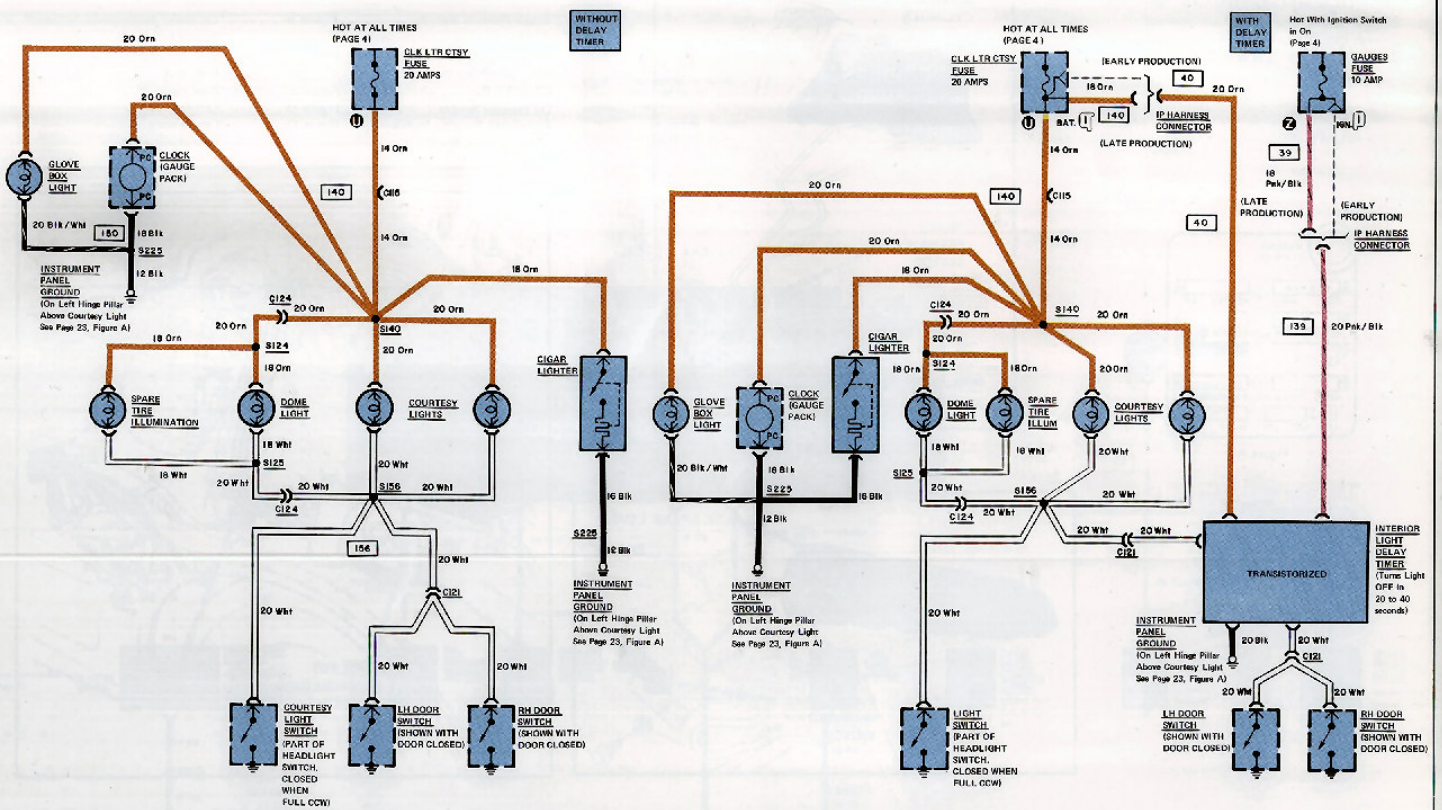 WITHOUT
DELAY
TIMER
HOT AT ALL TIMES
(PAGE 4)
CLK LTR CTSY
FUSE
20 AMPS
U
20 Orn
20 Orn
14 Orn
140
C115
14 Orn
GLOVE
BOX
LIGHT
PC
PC
CLOCK
(GAUGE
PACK)
20 Blk/Wht
150
18 Blk
S225
12 Blk
INSTRUMENT
PANEL
GROUND
(On Left Hinge Pillar
Above Courtesy Light
See Page 23, Figure A)
18 Orn
C124
20 Orn
20 Orn
S140
20 Orn
18 Orn
S124
18 Orn
20 Orn
SPARE
TIRE
ILLUMINATION
DOME
LIGHT
COURTESY
LIGHTS
CIGAR
LIGHTER
18 Wht
18 Wht
S125
20 Wht
20 Wht
C124
20 Wht
S156
20 Wht
156
20 Wht
20 Wht
C121
20 Wht
20 Wht
16 Blk
S225
12 Blk
INSTRUMENT
PANEL
GROUND
(On Left Hinge Pillar
Above Courtesy Light
See Page 23, Figure A)
COURTESY
LIGHT
SWITCH
(PART OF
HEADLIGHT
SWITCH,
CLOSED
WHEN
FULL CCW)
LH DOOR
SWITCH
(SHOWN WITH
DOOR CLOSED)
RH DOOR
SWITCH
(SHOWN WITH
DOOR CLOSED)
WITH
DELAY
TIMER
HOT AT ALL TIMES
(PAGE 4)
CLK LTR CTSY
FUSE
20 AMPS
(EARLY PRODUCTION)
18 Orn
40
20 Orn
140
IP HARNESS
CONNECTOR
U
BAT.
(LATE PRODUCTION)
14 Orn
Hot With Ignition Switch
in On
(Page 4)
GAUGES
FUSE
10 AMP
Z
IGN.
39
18
Pnk/Blk
(LATE
PRODUCTION)
(EARLY
PRODUCTION)
IP HARNESS
CONNECTOR
40
20 Orn
140
C115
14 Orn
20 Orn
18 Orn
C124
20 Orn
S140
20 Orn
139
20 Pnk/Blk
20 Orn
S124
18 Orn
18 Orn
20 Orn
CIGAR
LIGHTER
GLOVE
BOX
LIGHT
PC
PC
CLOCK
(GAUGE
PACK)
DOME
LIGHT
SPARE
TIRE
ILLUM
COURTESY
LIGHTS
20 Blk/Wht
18 Blk
S225
16 Blk
12 Blk
18 Wht
18 Wht
S125
20 Wht
20 Wht
C124
20 Wht
S156
20 Wht
20 Wht
20 Wht
C121
20 Wht
INSTRUMENT
PANEL
GROUND
(On Left Hinge Pillar
Above Courtesy Light
See Page 23, Figure A)
TRANSISTORIZED
INTERIOR
LIGHT
DELAY
TIMER
(Turns Light
OFF in
20 to 40
seconds)
INSTRUMENT
PANEL
GROUND
(On Left Hinge Pillar
Above Courtesy Light
See Page 23, Figure A)
20 Blk
20 Wht
C121
20 Wht
20 Wht
LIGHT
SWITCH
(PART OF
HEADLIGHT
SWITCH.
CLOSED WHEN
FULL CCW)
LH DOOR
SWITCH
(SHOWN WITH
DOOR CLOSED)
RH DOOR
SWITCH
(SHOWN WITH
DOOR CLOSED)